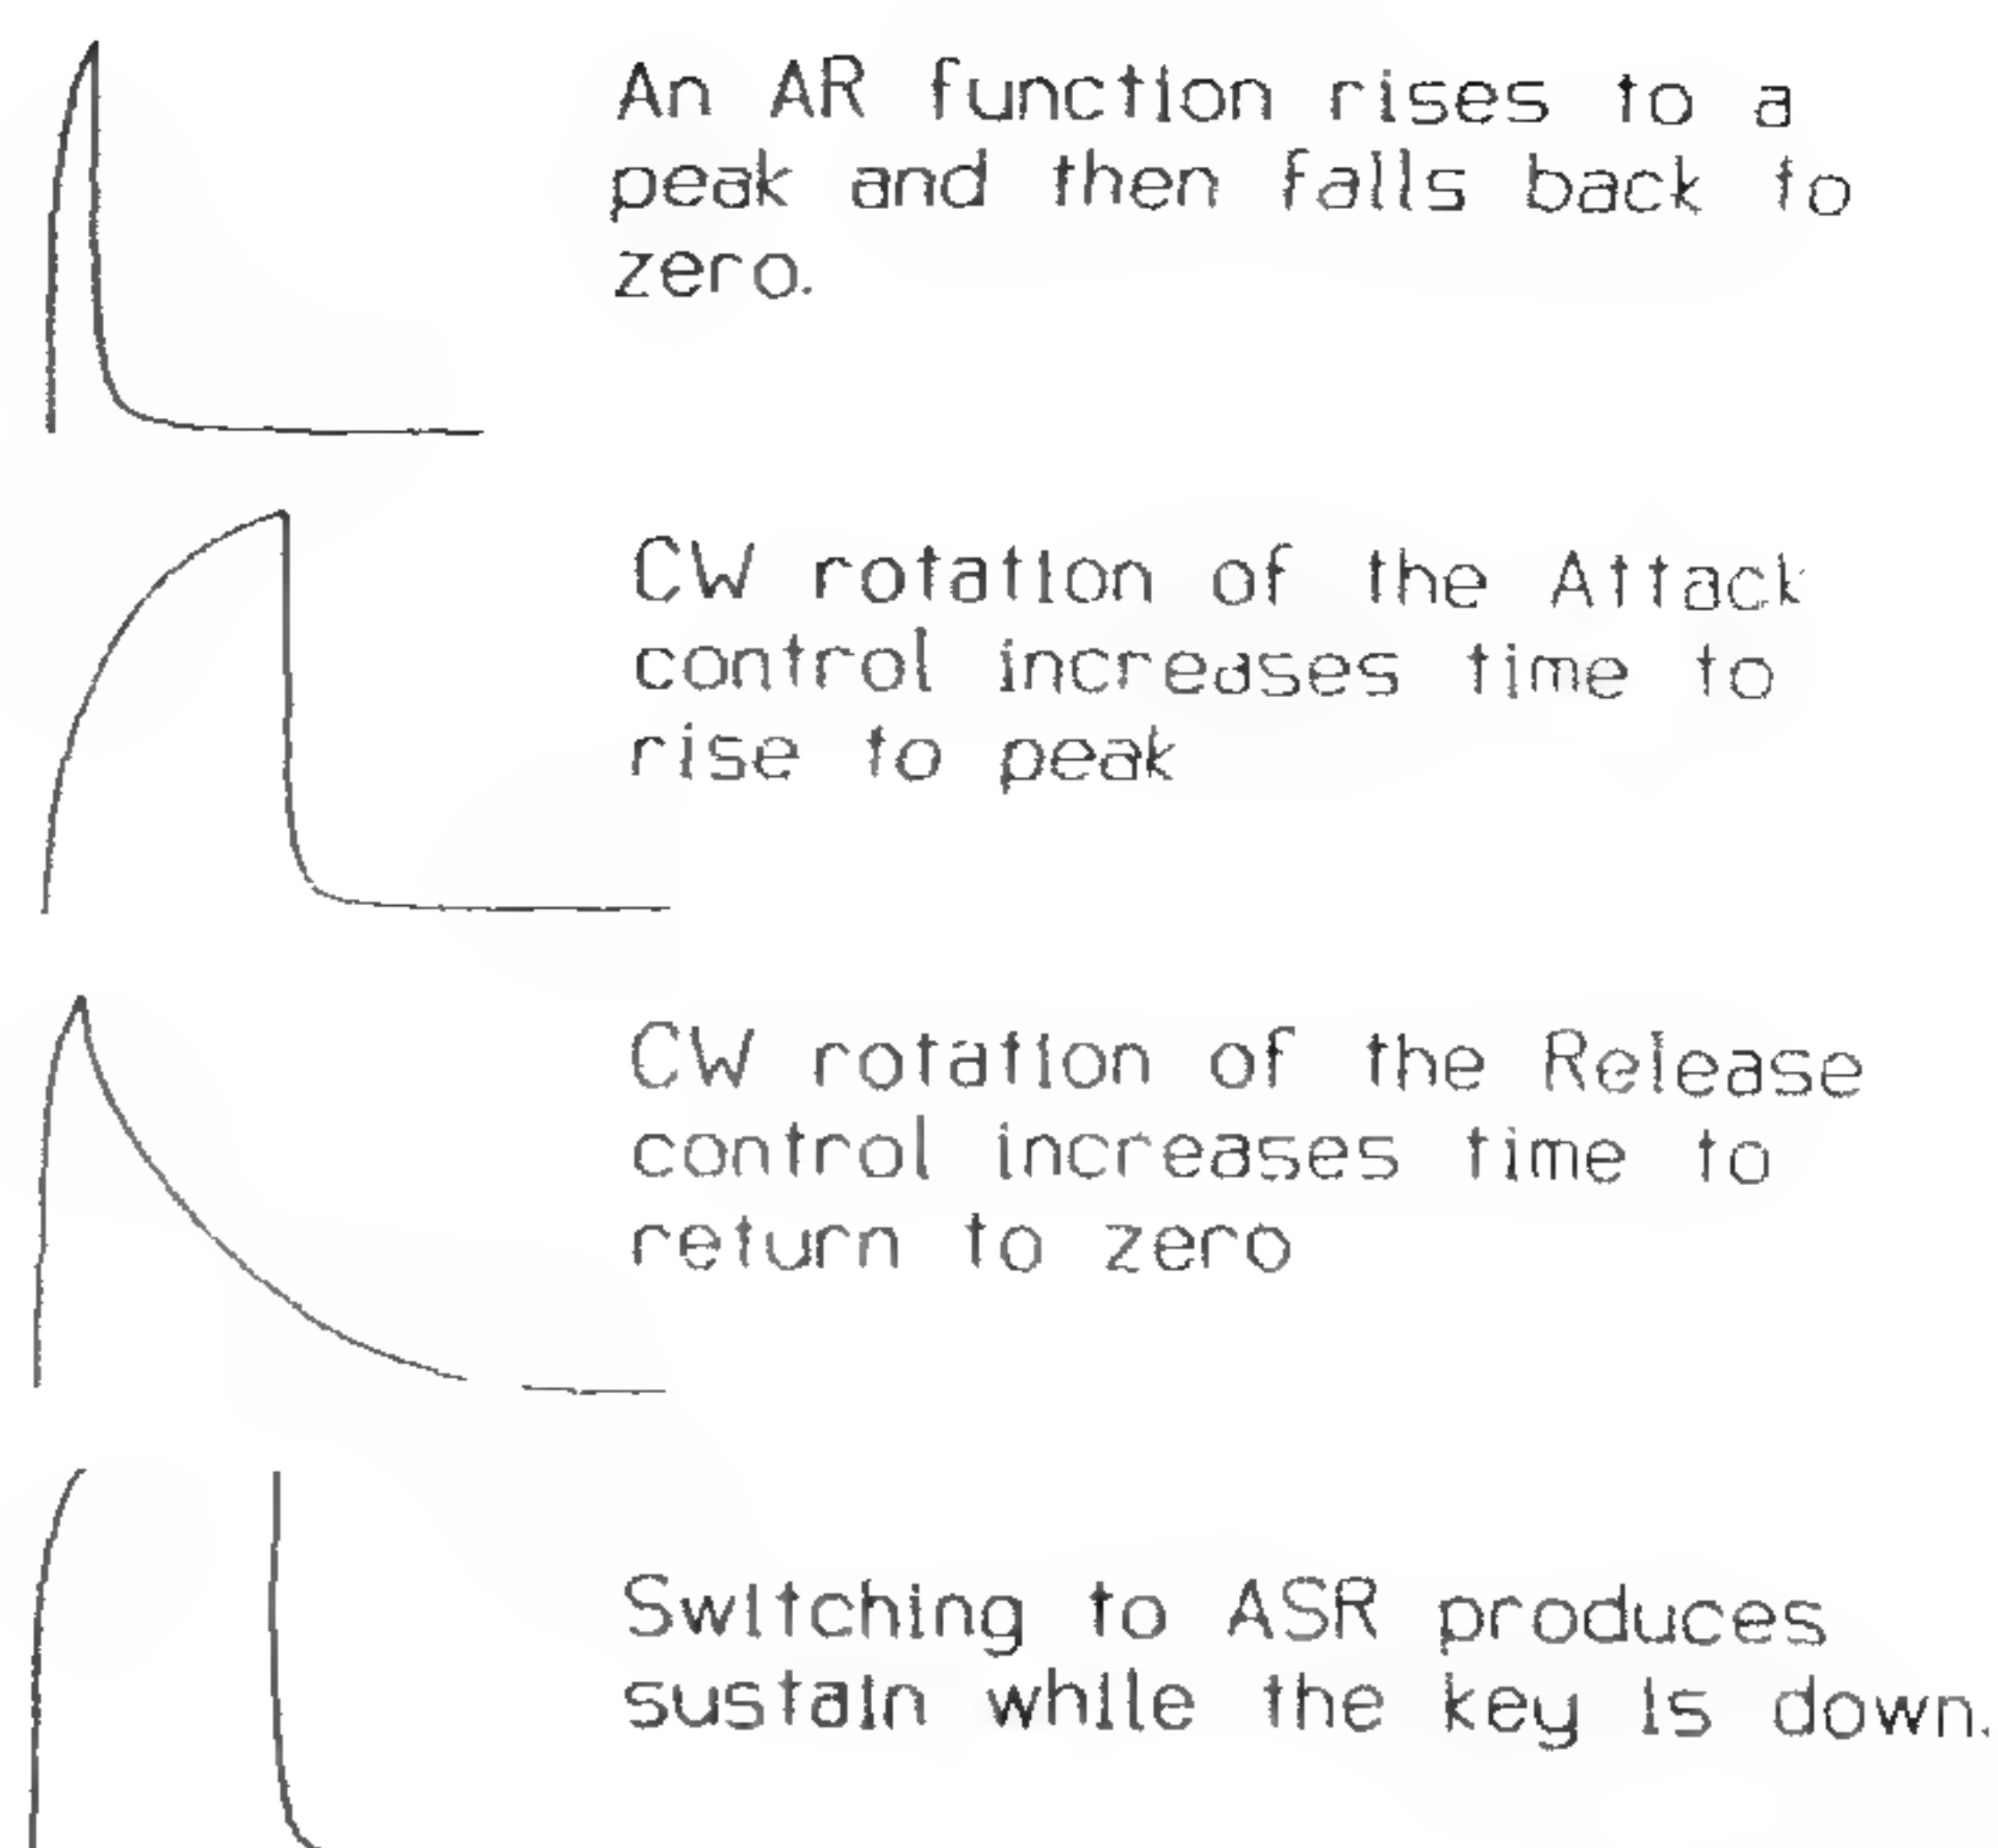 An AR function rises to a
peak and then falls back to
zero.
CW rotation of the Attack
control increases time to
rise to peak
CW rotation of the Release
control increases time to
return to zero
Switching to ASR produces
sustain while the key is down.